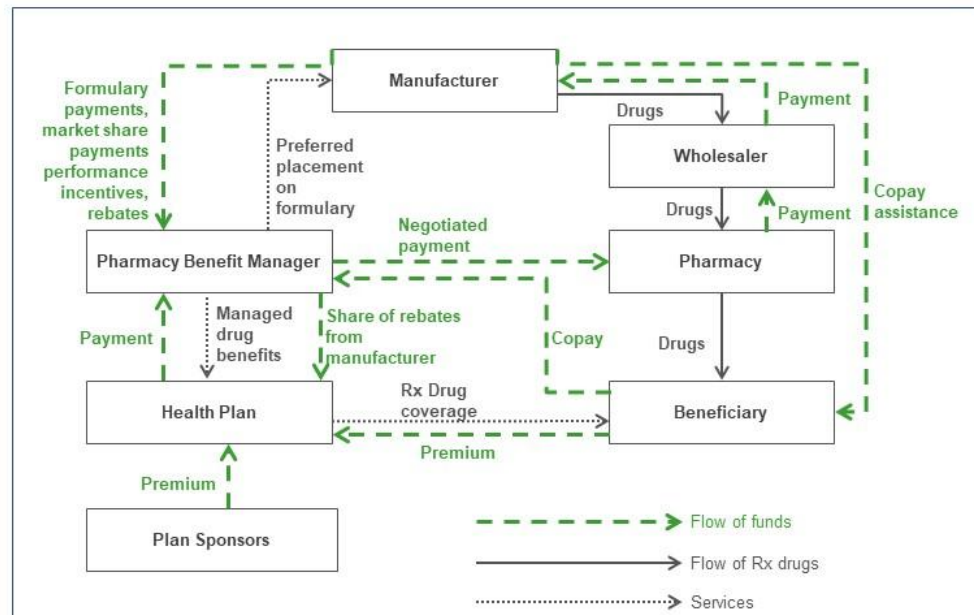 Manufacturer
Formulary
payments,
market share
payments
performance
incentives,
rebates
Preferred
placement
on
formulary
Drugs
Payment
Wholesaler
Copay
assistance
Drugs
Payment
Negotiated
payment
Pharmacy Benefit Manager
Pharmacy
Payment
Managed
drug
benefits
Share of rebates
from
manufacturer
Copay
Drugs
Rx Drug
coverage
Health Plan
Beneficiary
Premium
Premium
Plan Sponsors
Flow of funds
Flow of Rx drugs
Services